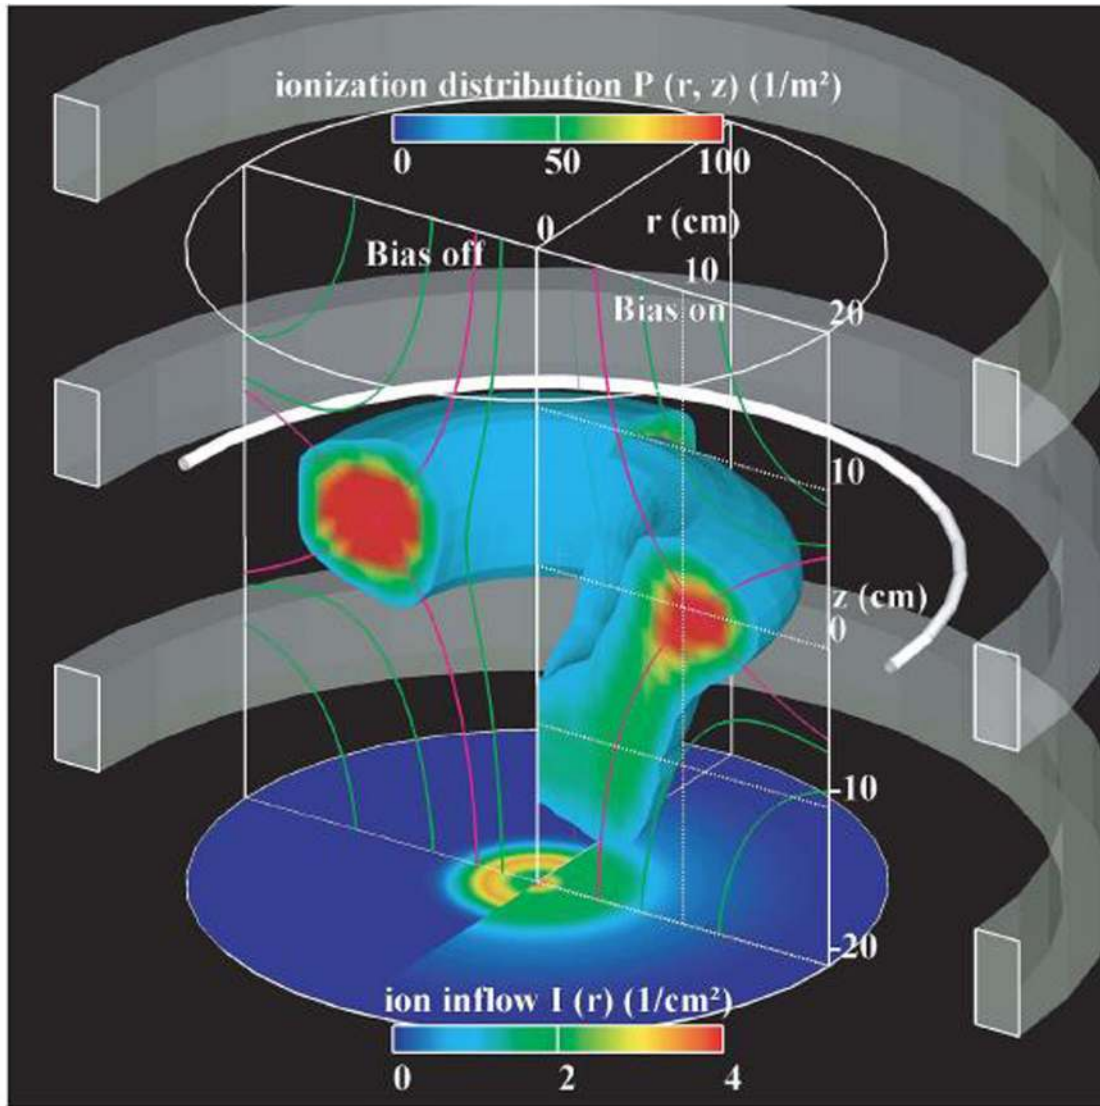 ionization distribution P (r, z) (1/m²)
0 50 100
0 r (cm)
Bias off 10
Bias on 20
10
z (cm)
0
-10
-20
ion inflow I (r) (1/cm²)
0 2 4